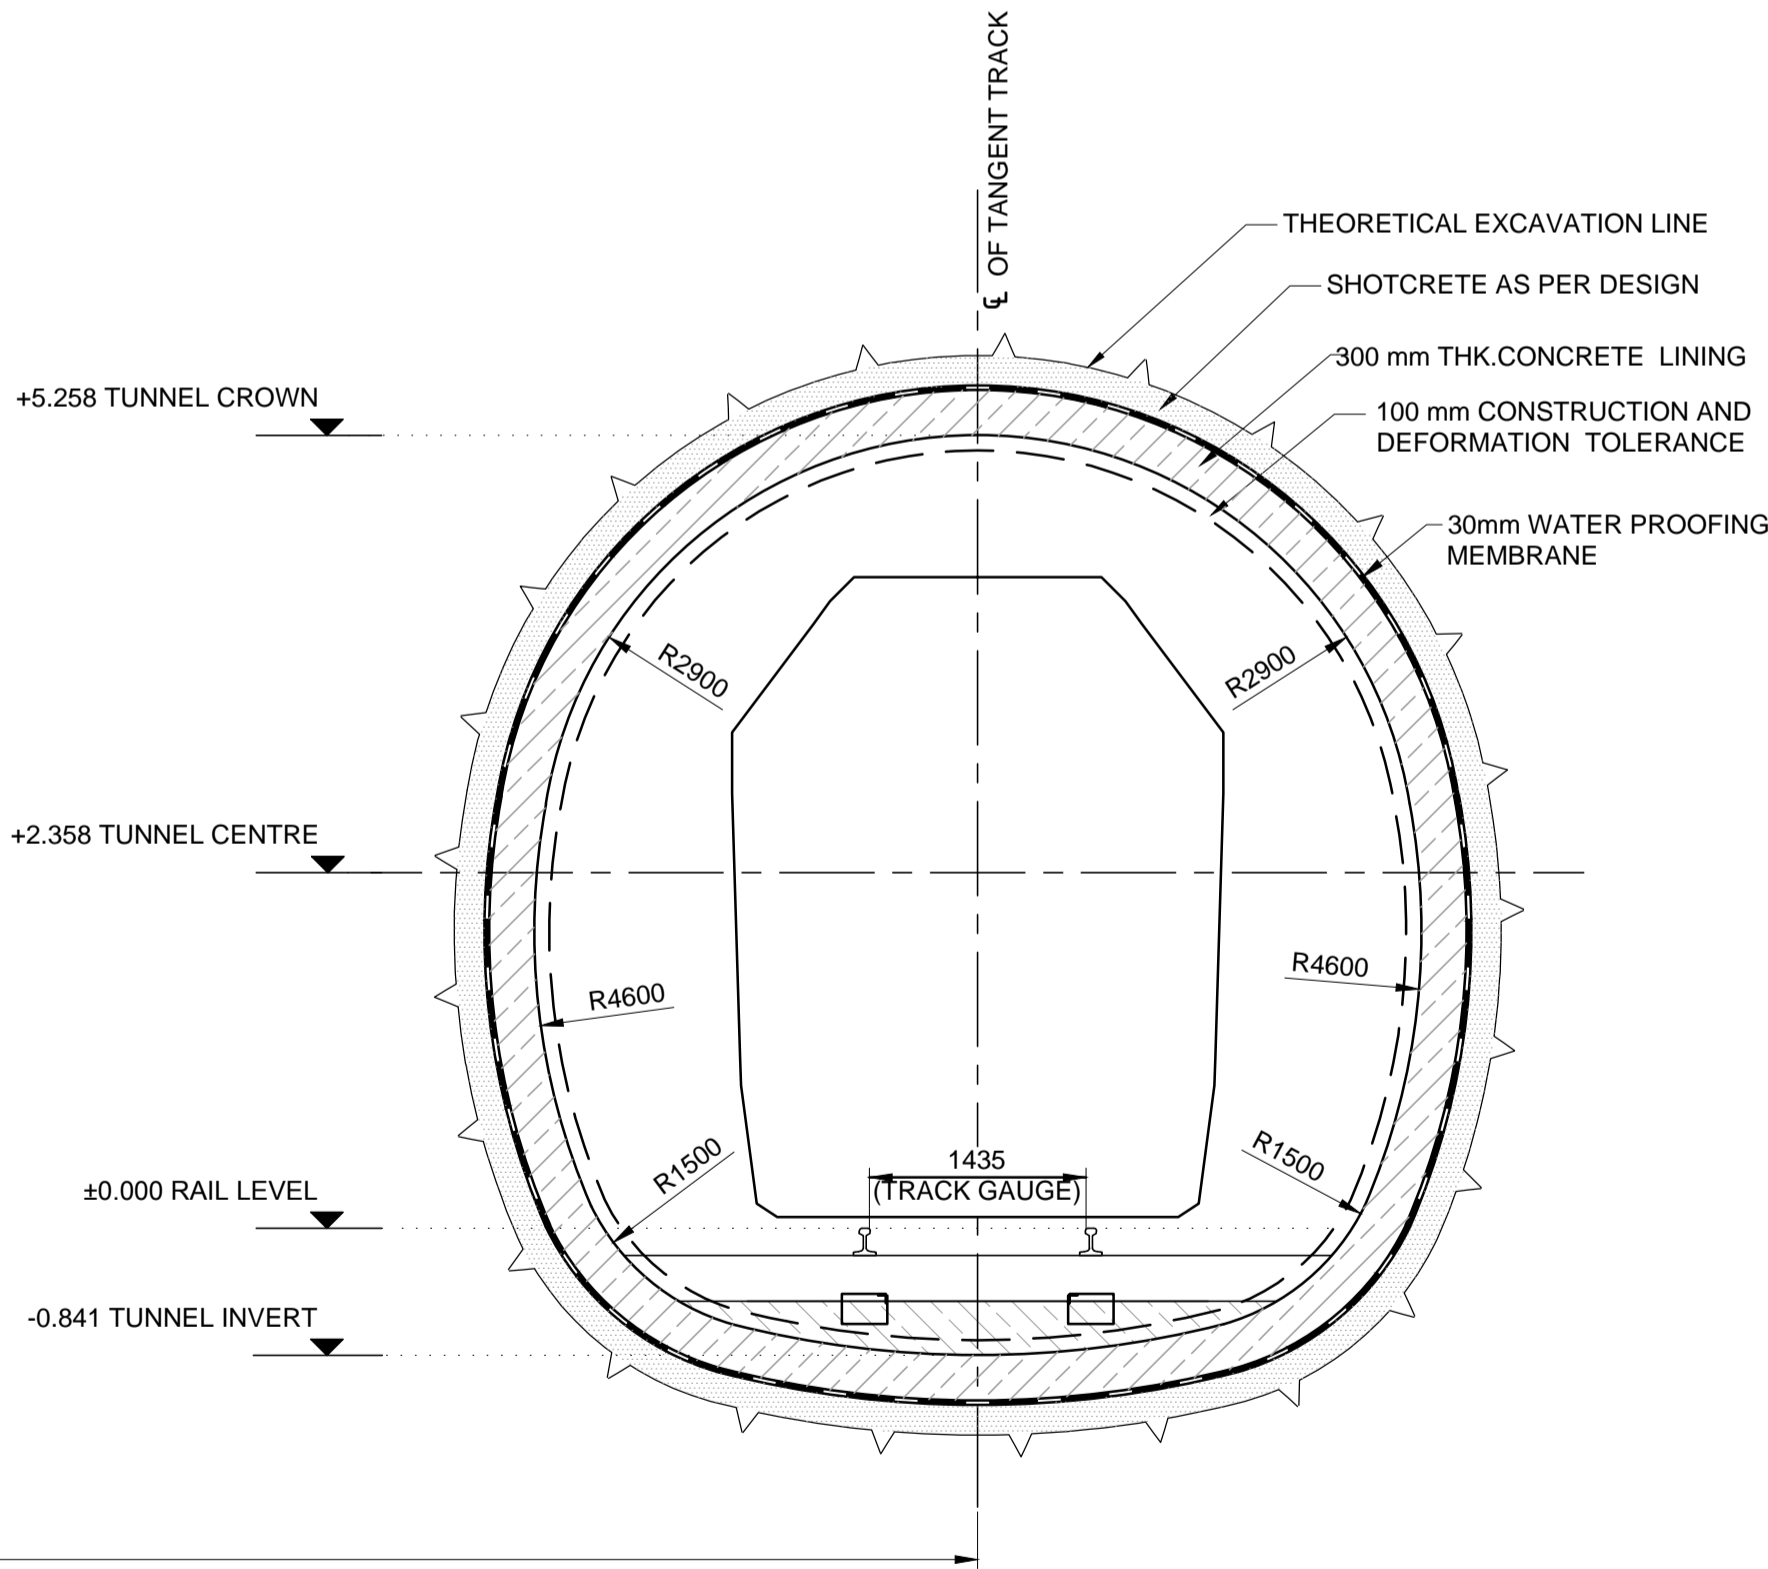 ℄ OF TANGENT TRACK
THEORETICAL EXCAVATION LINE
SHOTCRETE AS PER DESIGN
300 mm THK.CONCRETE LINING
+5.258 TUNNEL CROWN
100 mm CONSTRUCTION AND
DEFORMATION TOLERANCE
30mm WATER PROOFING
MEMBRANE
R2900
R2900
+2.358 TUNNEL CENTRE
R4600
R4600
R1500
R1500
1435
(TRACK GAUGE)
±0.000 RAIL LEVEL
-0.841 TUNNEL INVERT